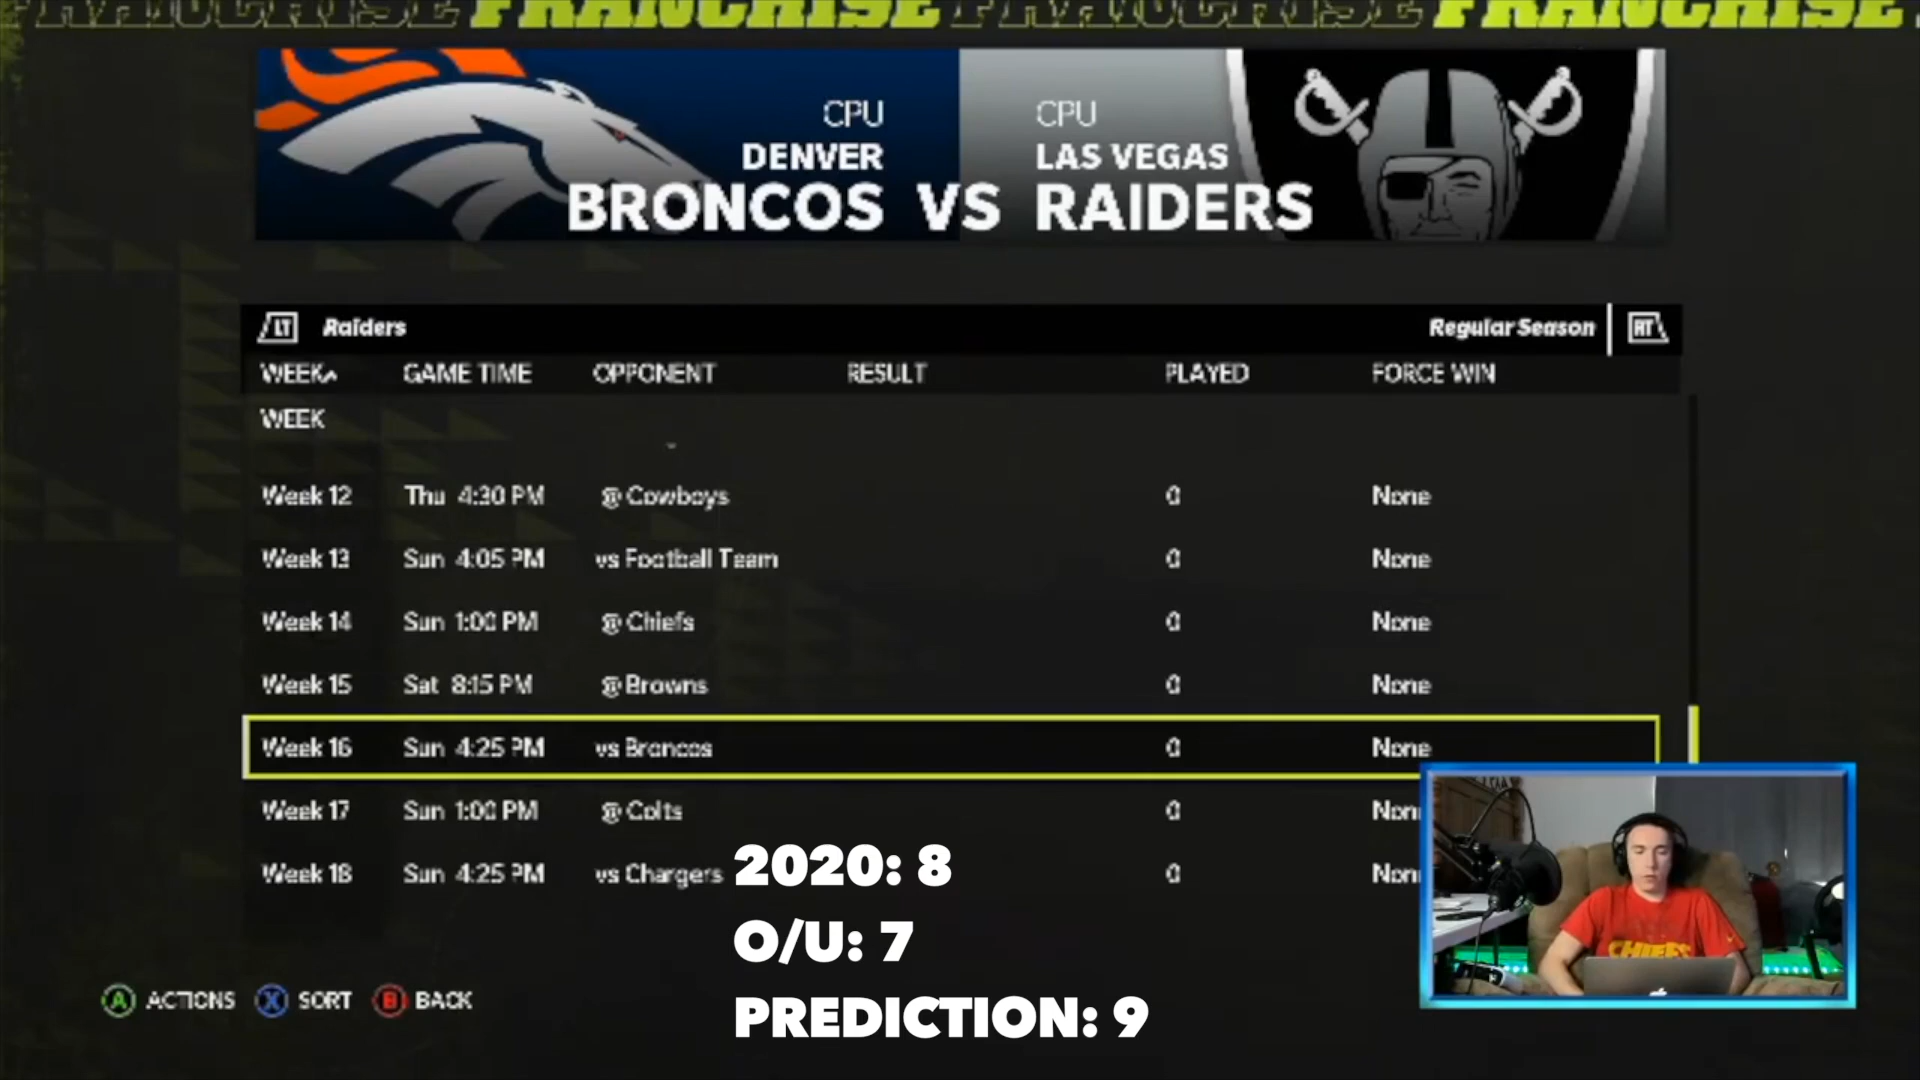 FRANCHISE FRANCHISE FRANCHISE FRANCHISE
CPU
DENVER
BRONCOS VS
CPU
LAS VEGAS
RAIDERS
LT Raiders Regular Season RT
WEEK GAME TIME OPPONENT RESULT PLAYED FORCE WIN
WEEK
Week 12 Thu 4:30 PM @ Cowboys 0 None
Week 13 Sun 4:05 PM vs Football Team 0 None
Week 14 Sun 1:00 PM @ Chiefs 0 None
Week 15 Sat 8:15 PM @ Browns 0 None
Week 16 Sun 4:25 PM vs Broncos 0 None
Week 17 Sun 1:00 PM @ Colts 0 Non
Week 18 Sun 4:25 PM vs Chargers 0 Non
2020: 8
O/U: 7
PREDICTION: 9
A ACTIONS X SORT B BACK
CHIEFS